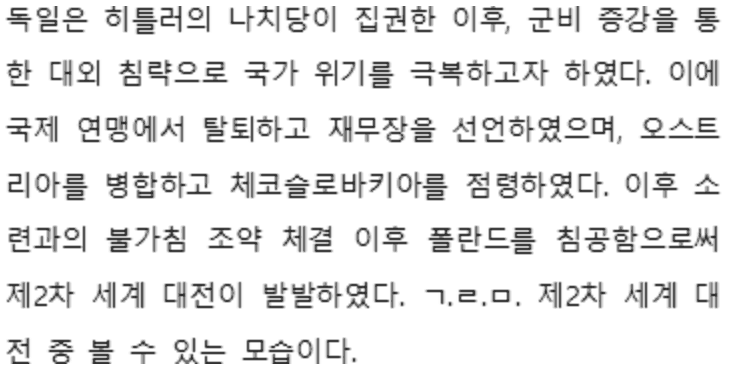 독일은 히틀러의 나치당이 집권한 이후, 군비 증강을 통
한 대외 침략으로 국가 위기를 극복하고자 하였다. 이에
국제 연맹에서 탈퇴하고 재무장을 선언하였으며, 오스트
리아를 병합하고 체코슬로바키아를 점령하였다. 이후 소
련과의 불가침 조약 체결 이후 폴란드를 침공함으로써
제2차 세계 대전이 발발하였다. ㄱ.ㄹ.ㅁ. 제2차 세계 대
전 중 볼 수 있는 모습이다.